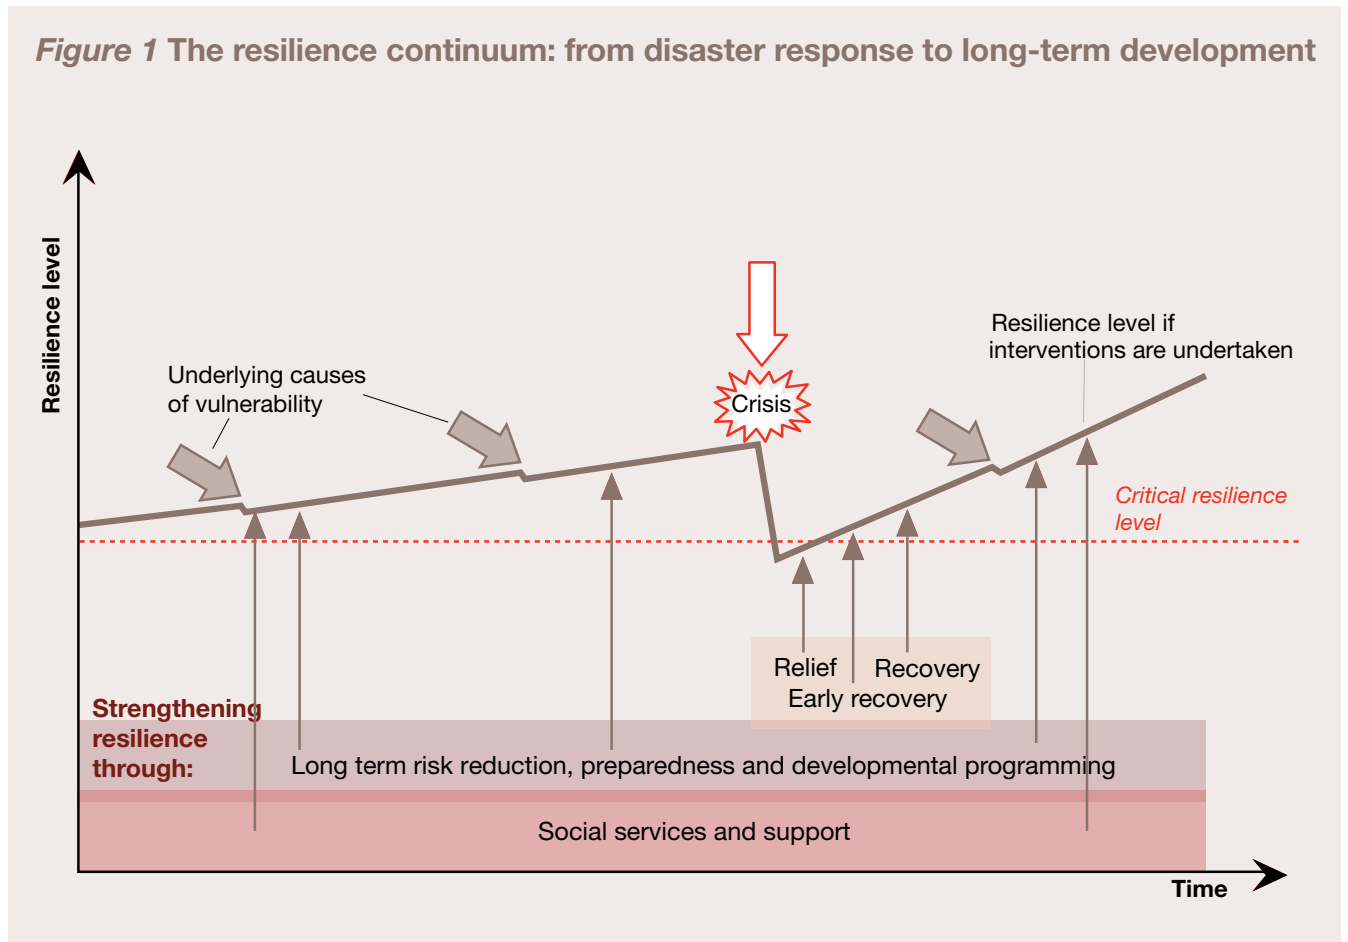 Figure 1 The resilience continuum: from disaster response to long-term development
Resilience level
Underlying causes
of vulnerability
Crisis
Resilience level if
interventions are undertaken
Critical resilience
level
Relief
Recovery
Early recovery
Strengthening
resilience
through:
Long term risk reduction, preparedness and developmental programming
Social services and support
Time